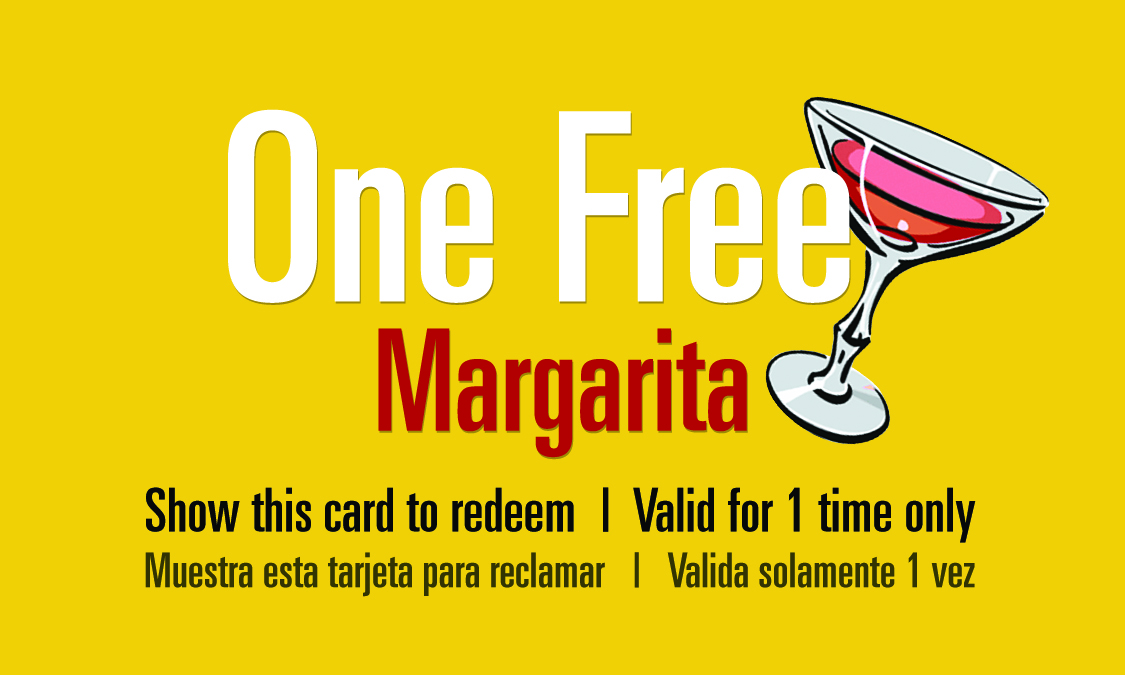 One Free
Margarita
Show this card to redeem | Valid for 1 time only
Muestra esta tarjeta para reclamar | Valida solamente 1 vez